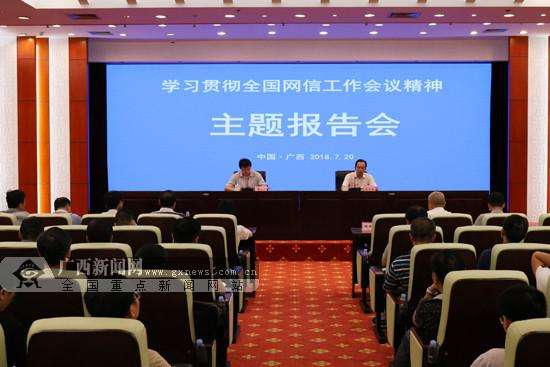 学习贯彻全国网信工作会议精神
主题报告会
中国·广西 2018.7.20
广西新闻网
www.gxnews.com.cn
全国重点新闻网站